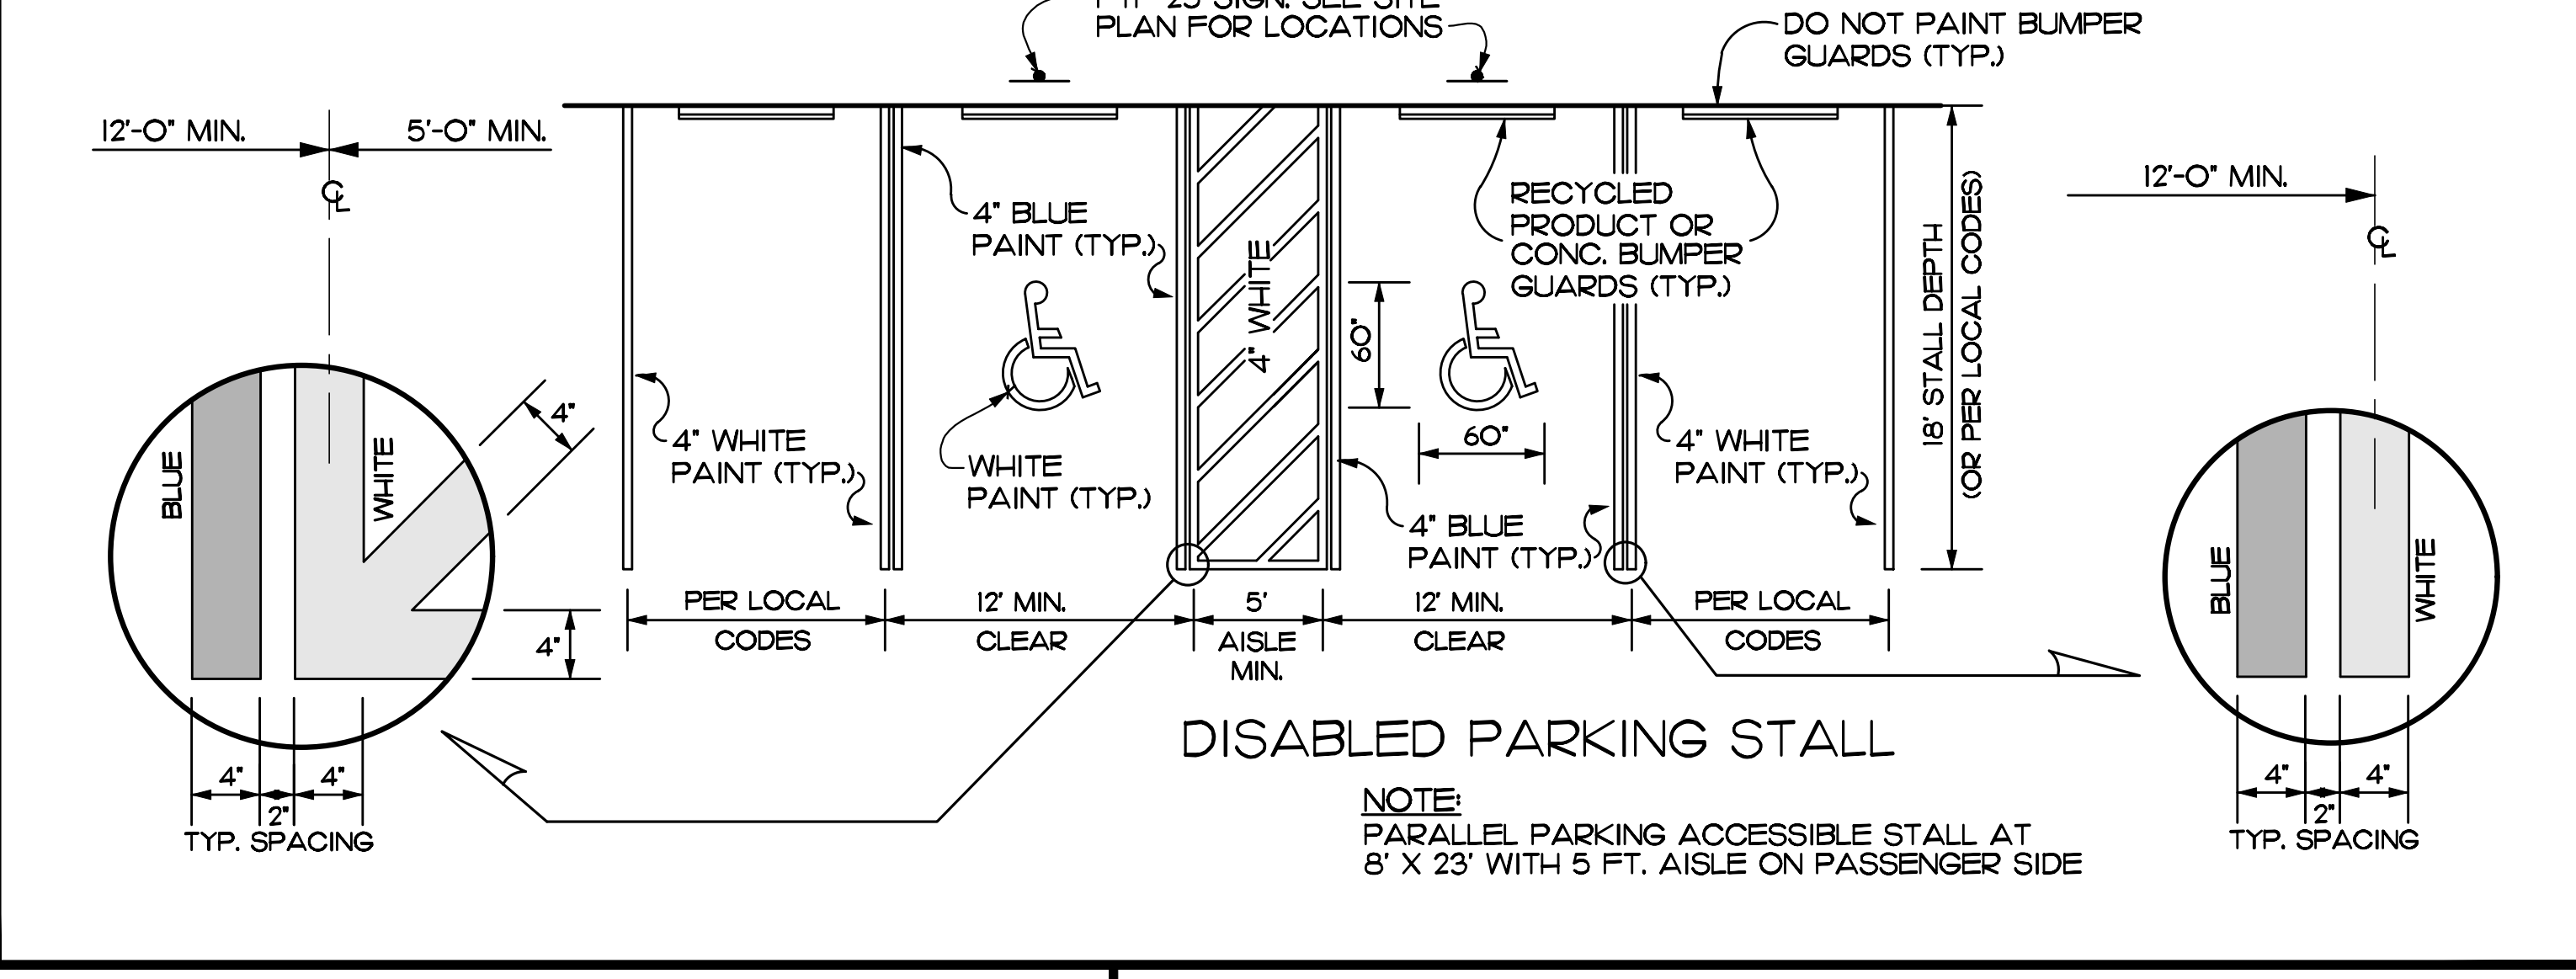 SIGN. SEE SITE
PLAN FOR LOCATIONS
DO NOT PAINT BUMPER
GUARDS (TYP.)
12'-0" MIN.
5'-0" MIN.
℄
4" BLUE
PAINT (TYP.)
4" WHITE
RECYCLED
PRODUCT OR
CONC. BUMPER
GUARDS (TYP.)
18' STALL DEPTH
(OR PER LOCAL CODES)
12'-0" MIN.
℄
60"
60"
4"
BLUE
WHITE
4" WHITE
PAINT (TYP.)
WHITE
PAINT (TYP.)
4" BLUE
PAINT (TYP.)
4" WHITE
PAINT (TYP.)
BLUE
WHITE
4"
PER LOCAL
CODES
12' MIN.
CLEAR
5'
AISLE
MIN.
12' MIN.
CLEAR
PER LOCAL
CODES
4"
2"
4"
TYP. SPACING
DISABLED PARKING STALL
NOTE:
PARALLEL PARKING ACCESSIBLE STALL AT
8' X 23' WITH 5 FT. AISLE ON PASSENGER SIDE
4"
2"
4"
TYP. SPACING